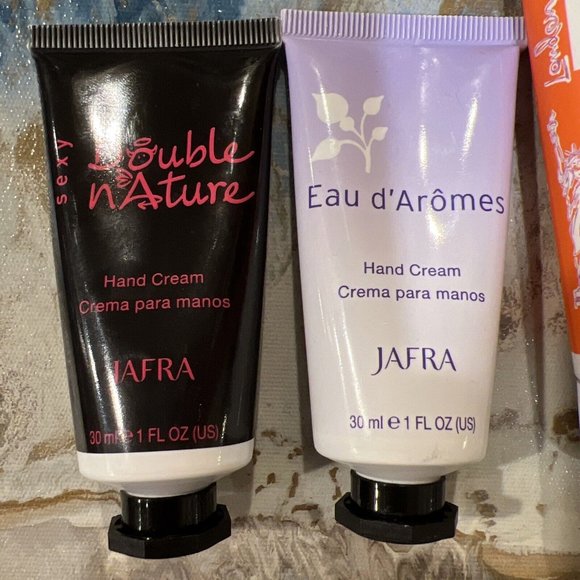 sexy
Double
nAture
Hand Cream
Crema para manos
JAFRA
30 ml e 1 FL OZ (US)
Eau d'Arômes
Hand Cream
Crema para manos
JAFRA
30 ml e 1 FL OZ (US)
London